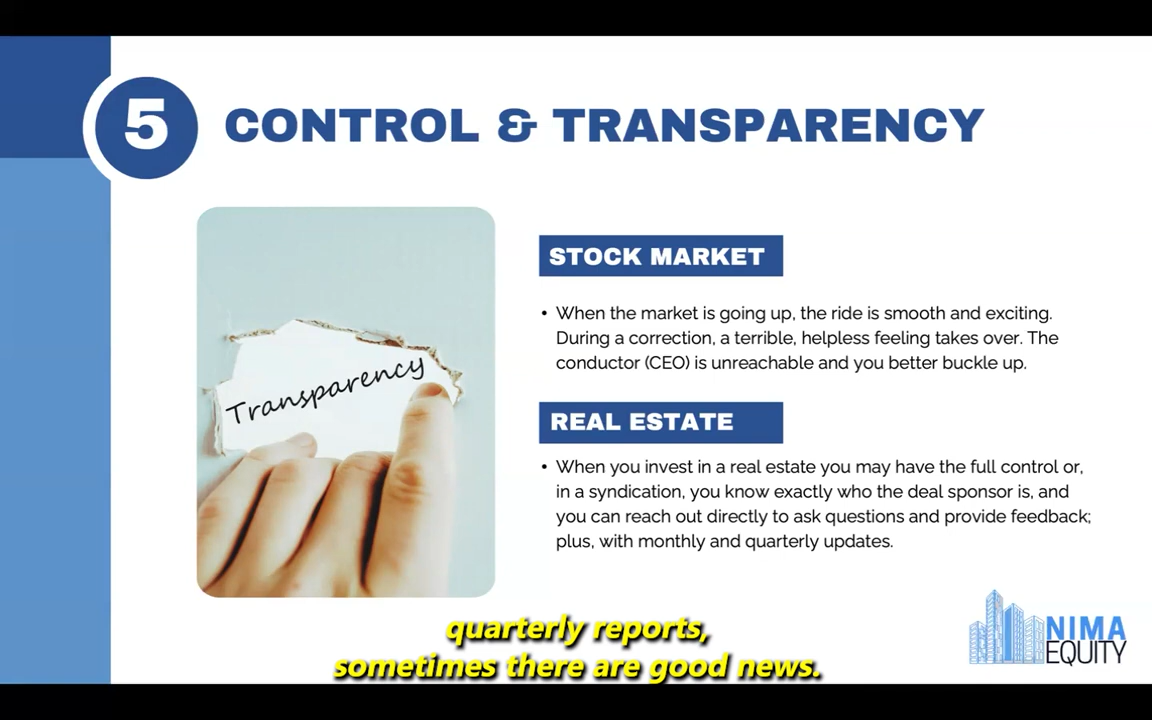 5
CONTROL & TRANSPARENCY
Transparency
STOCK MARKET
• When the market is going up, the ride is smooth and exciting.
During a correction, a terrible, helpless feeling takes over. The
conductor (CEO) is unreachable and you better buckle up.
REAL ESTATE
• When you invest in a real estate you may have the full control or,
in a syndication, you know exactly who the deal sponsor is, and
you can reach out directly to ask questions and provide feedback;
plus, with monthly and quarterly updates.
quarterly reports,
sometimes there are good news.
NIMA
EQUITY